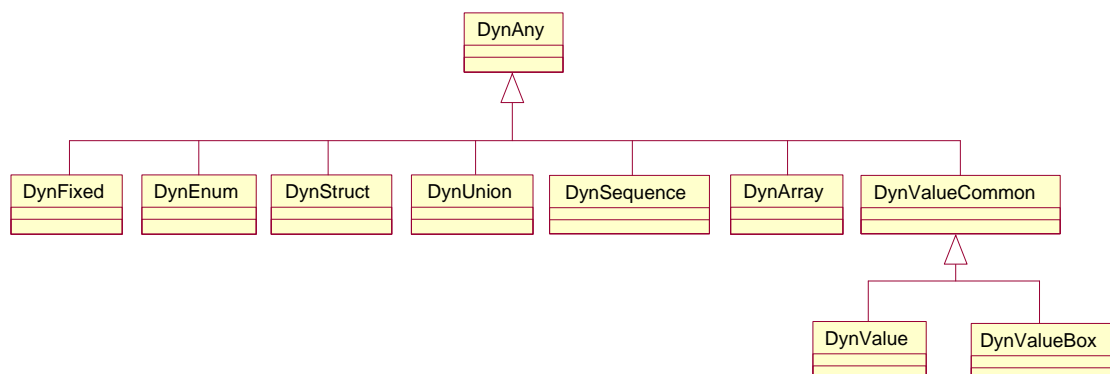 DynAny
DynFixed
DynEnum
DynStruct
DynUnion
DynSequence
DynArray
DynValueCommon
DynValue
DynValueBox